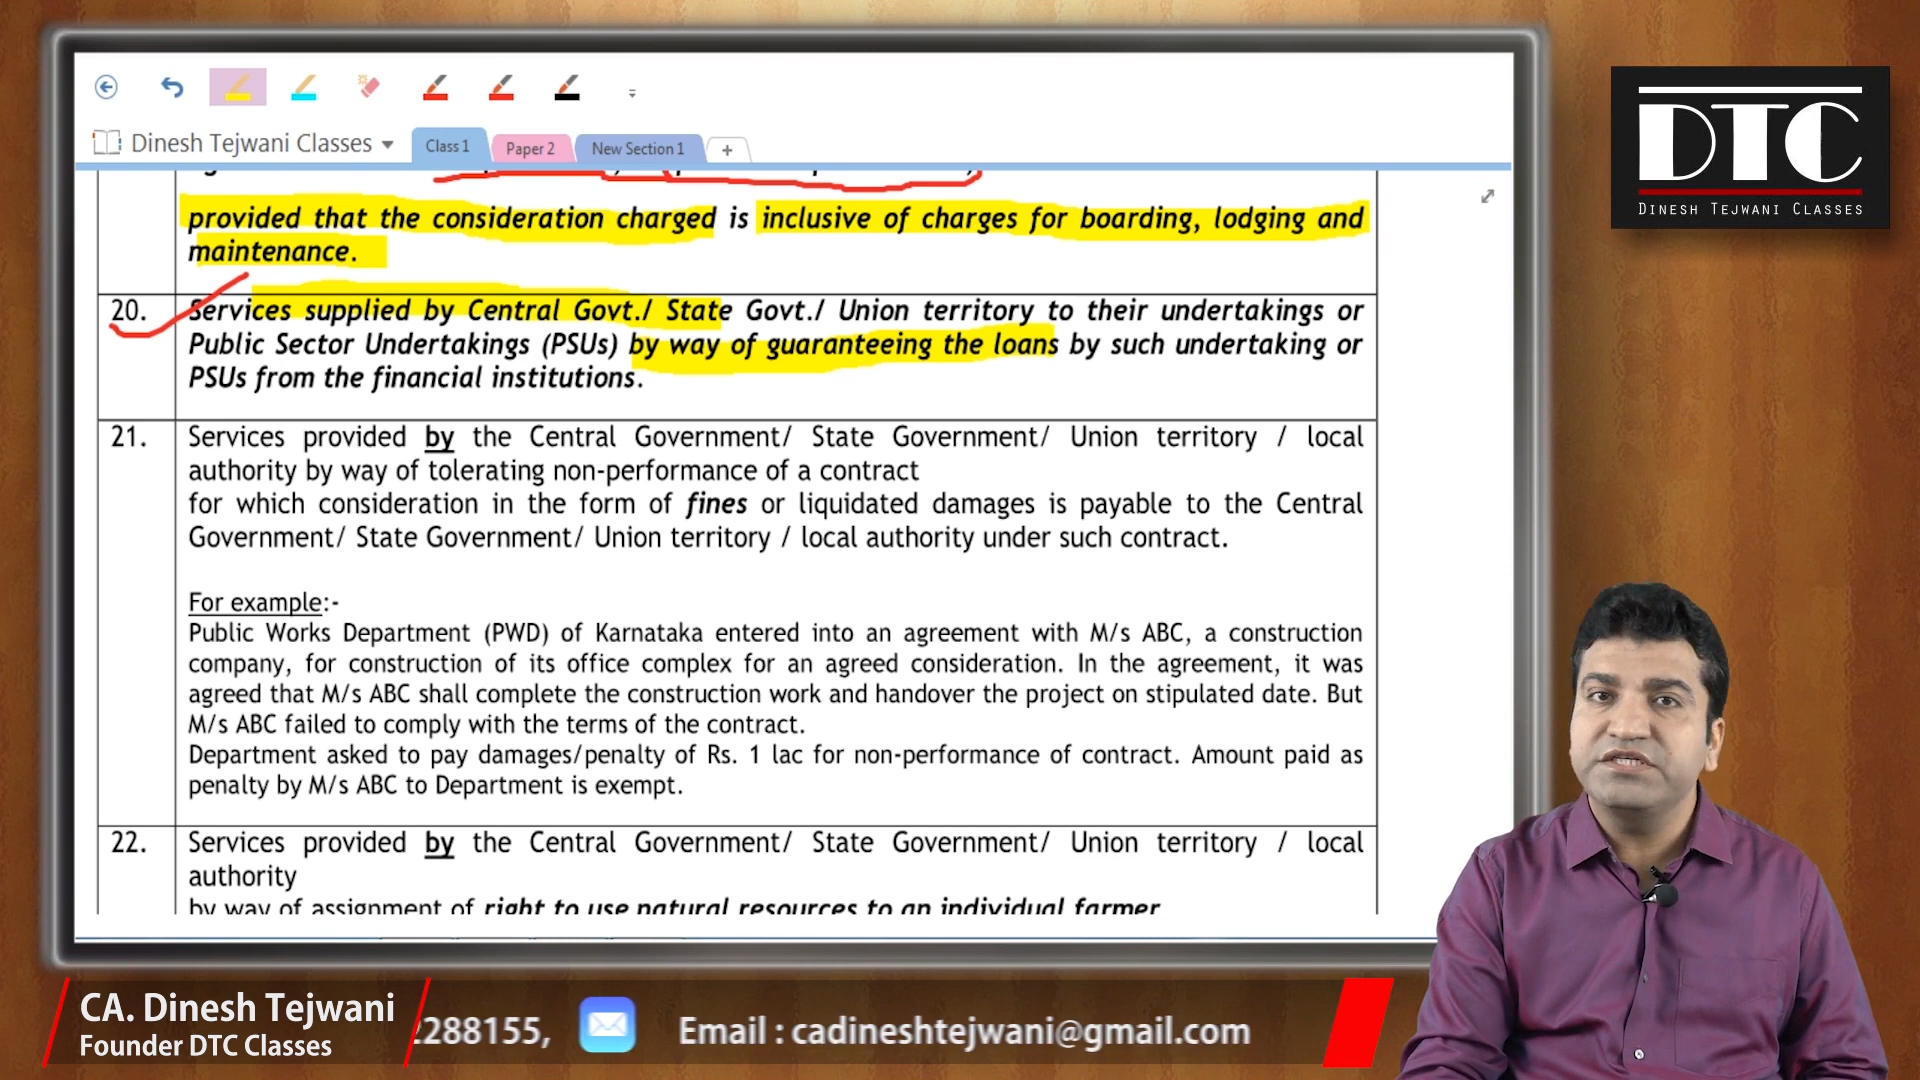 Dinesh Tejwani Classes
Class 1
Paper 2
New Section 1
provided that the consideration charged is inclusive of charges for boarding, lodging and
maintenance.
20.
Services supplied by Central Govt./ State Govt./ Union territory to their undertakings or
Public Sector Undertakings (PSUs) by way of guaranteeing the loans by such undertaking or
PSUs from the financial institutions.
21.
Services provided by the Central Government/ State Government/ Union territory / local
authority by way of tolerating non-performance of a contract
for which consideration in the form of fines or liquidated damages is payable to the Central
Government/ State Government/ Union territory / local authority under such contract.
For example:-
Public Works Department (PWD) of Karnataka entered into an agreement with M/s ABC, a construction
company, for construction of its office complex for an agreed consideration. In the agreement, it was
agreed that M/s ABC shall complete the construction work and handover the project on stipulated date. But
M/s ABC failed to comply with the terms of the contract.
Department asked to pay damages/penalty of Rs. 1 lac for non-performance of contract. Amount paid as
penalty by M/s ABC to Department is exempt.
22.
Services provided by the Central Government/ State Government/ Union territory / local
authority
by way of assignment of right to use natural resources to an individual farmer
DTC
DINESH TEJWANI CLASSES
CA. Dinesh Tejwani
Founder DTC Classes
2288155,
Email : cadineshtejwani@gmail.com